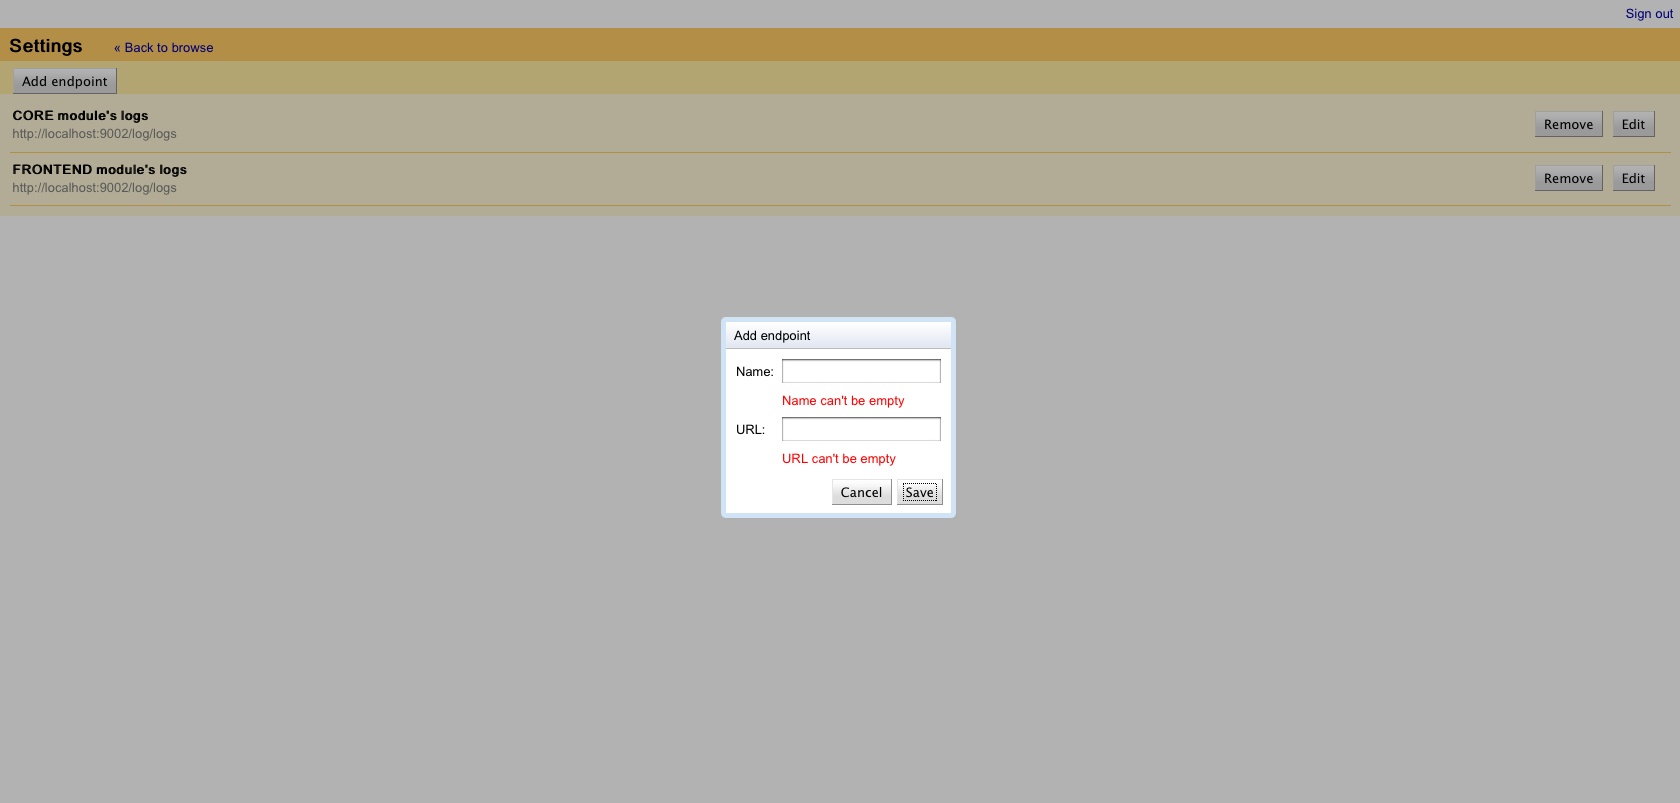 Sign out
Settings « Back to browse
Add endpoint
CORE module's logs
http://localhost:9002/log/logs
Remove Edit
FRONTEND module's logs
http://localhost:9002/log/logs
Remove Edit
Add endpoint
Name:
Name can't be empty
URL:
URL can't be empty
Cancel Save